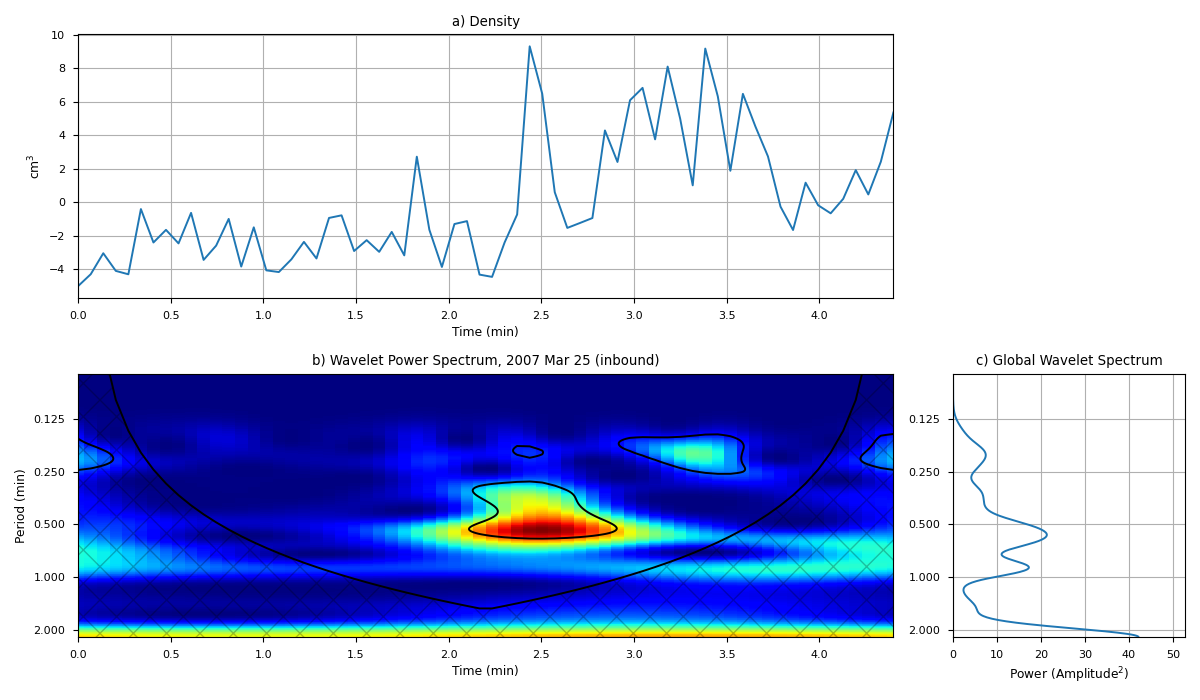 a) Density
10
8
6
4
2
0
−2
−4
cm³
0.0 0.5 1.0 1.5 2.0 2.5 3.0 3.5 4.0
Time (min)
b) Wavelet Power Spectrum, 2007 Mar 25 (inbound)
0.125
0.250
0.500
1.000
2.000
Period (min)
0.0 0.5 1.0 1.5 2.0 2.5 3.0 3.5 4.0
Time (min)
c) Global Wavelet Spectrum
0.125
0.250
0.500
1.000
2.000
0 10 20 30 40 50
Power (Amplitude²)